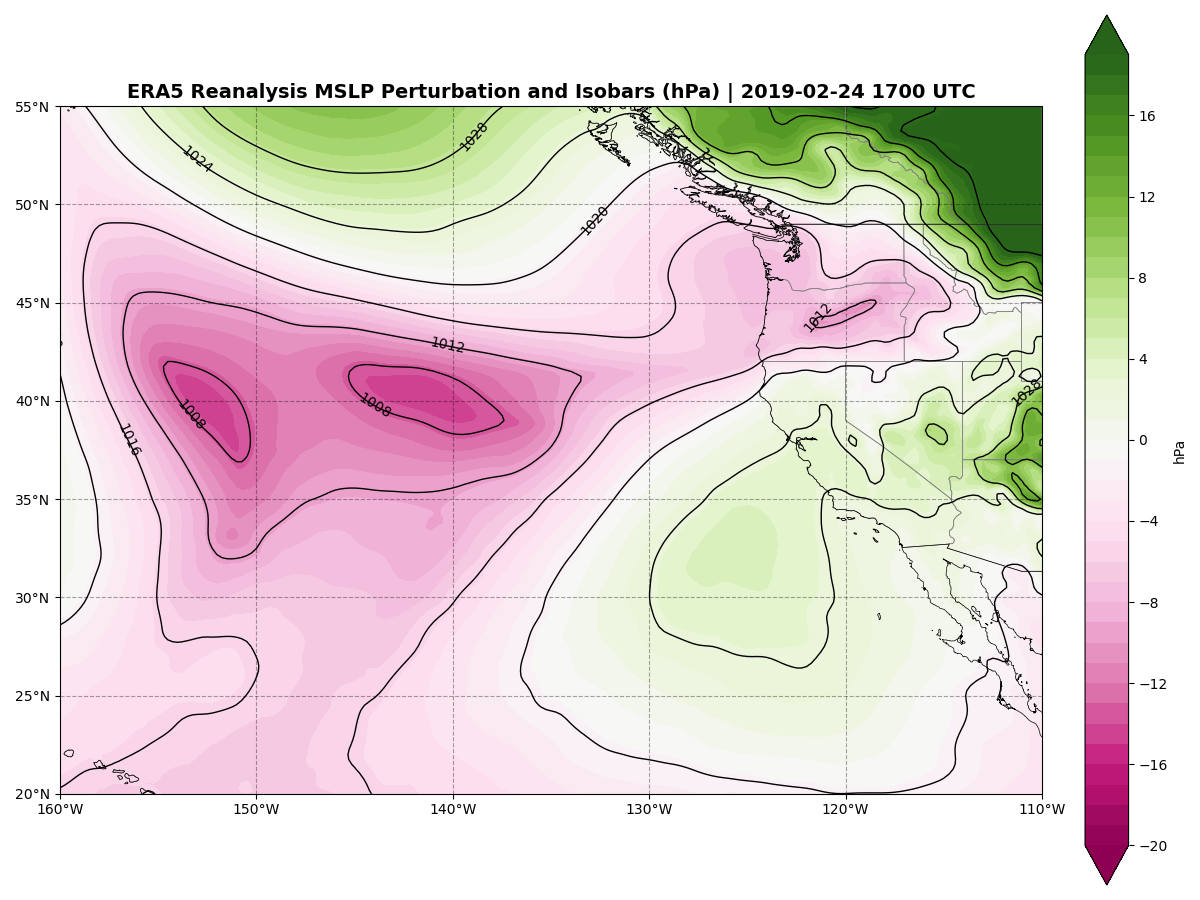 ERA5 Reanalysis MSLP Perturbation and Isobars (hPa) | 2019-02-24 1700 UTC
55°N
50°N
45°N
40°N
35°N
30°N
25°N
20°N
160°W
150°W
140°W
130°W
120°W
110°W
1024
1028
1020
1012
1012
1008
1008
1016
1028
16
12
8
4
0
−4
−8
−12
−16
−20
hPa